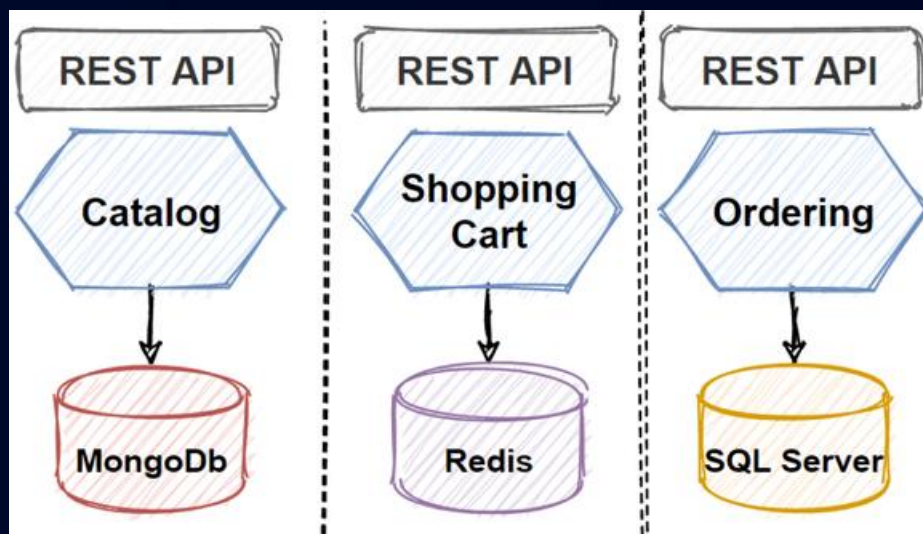 REST API
REST API
REST API
Catalog
Shopping
Cart
Ordering
MongoDb
Redis
SQL Server